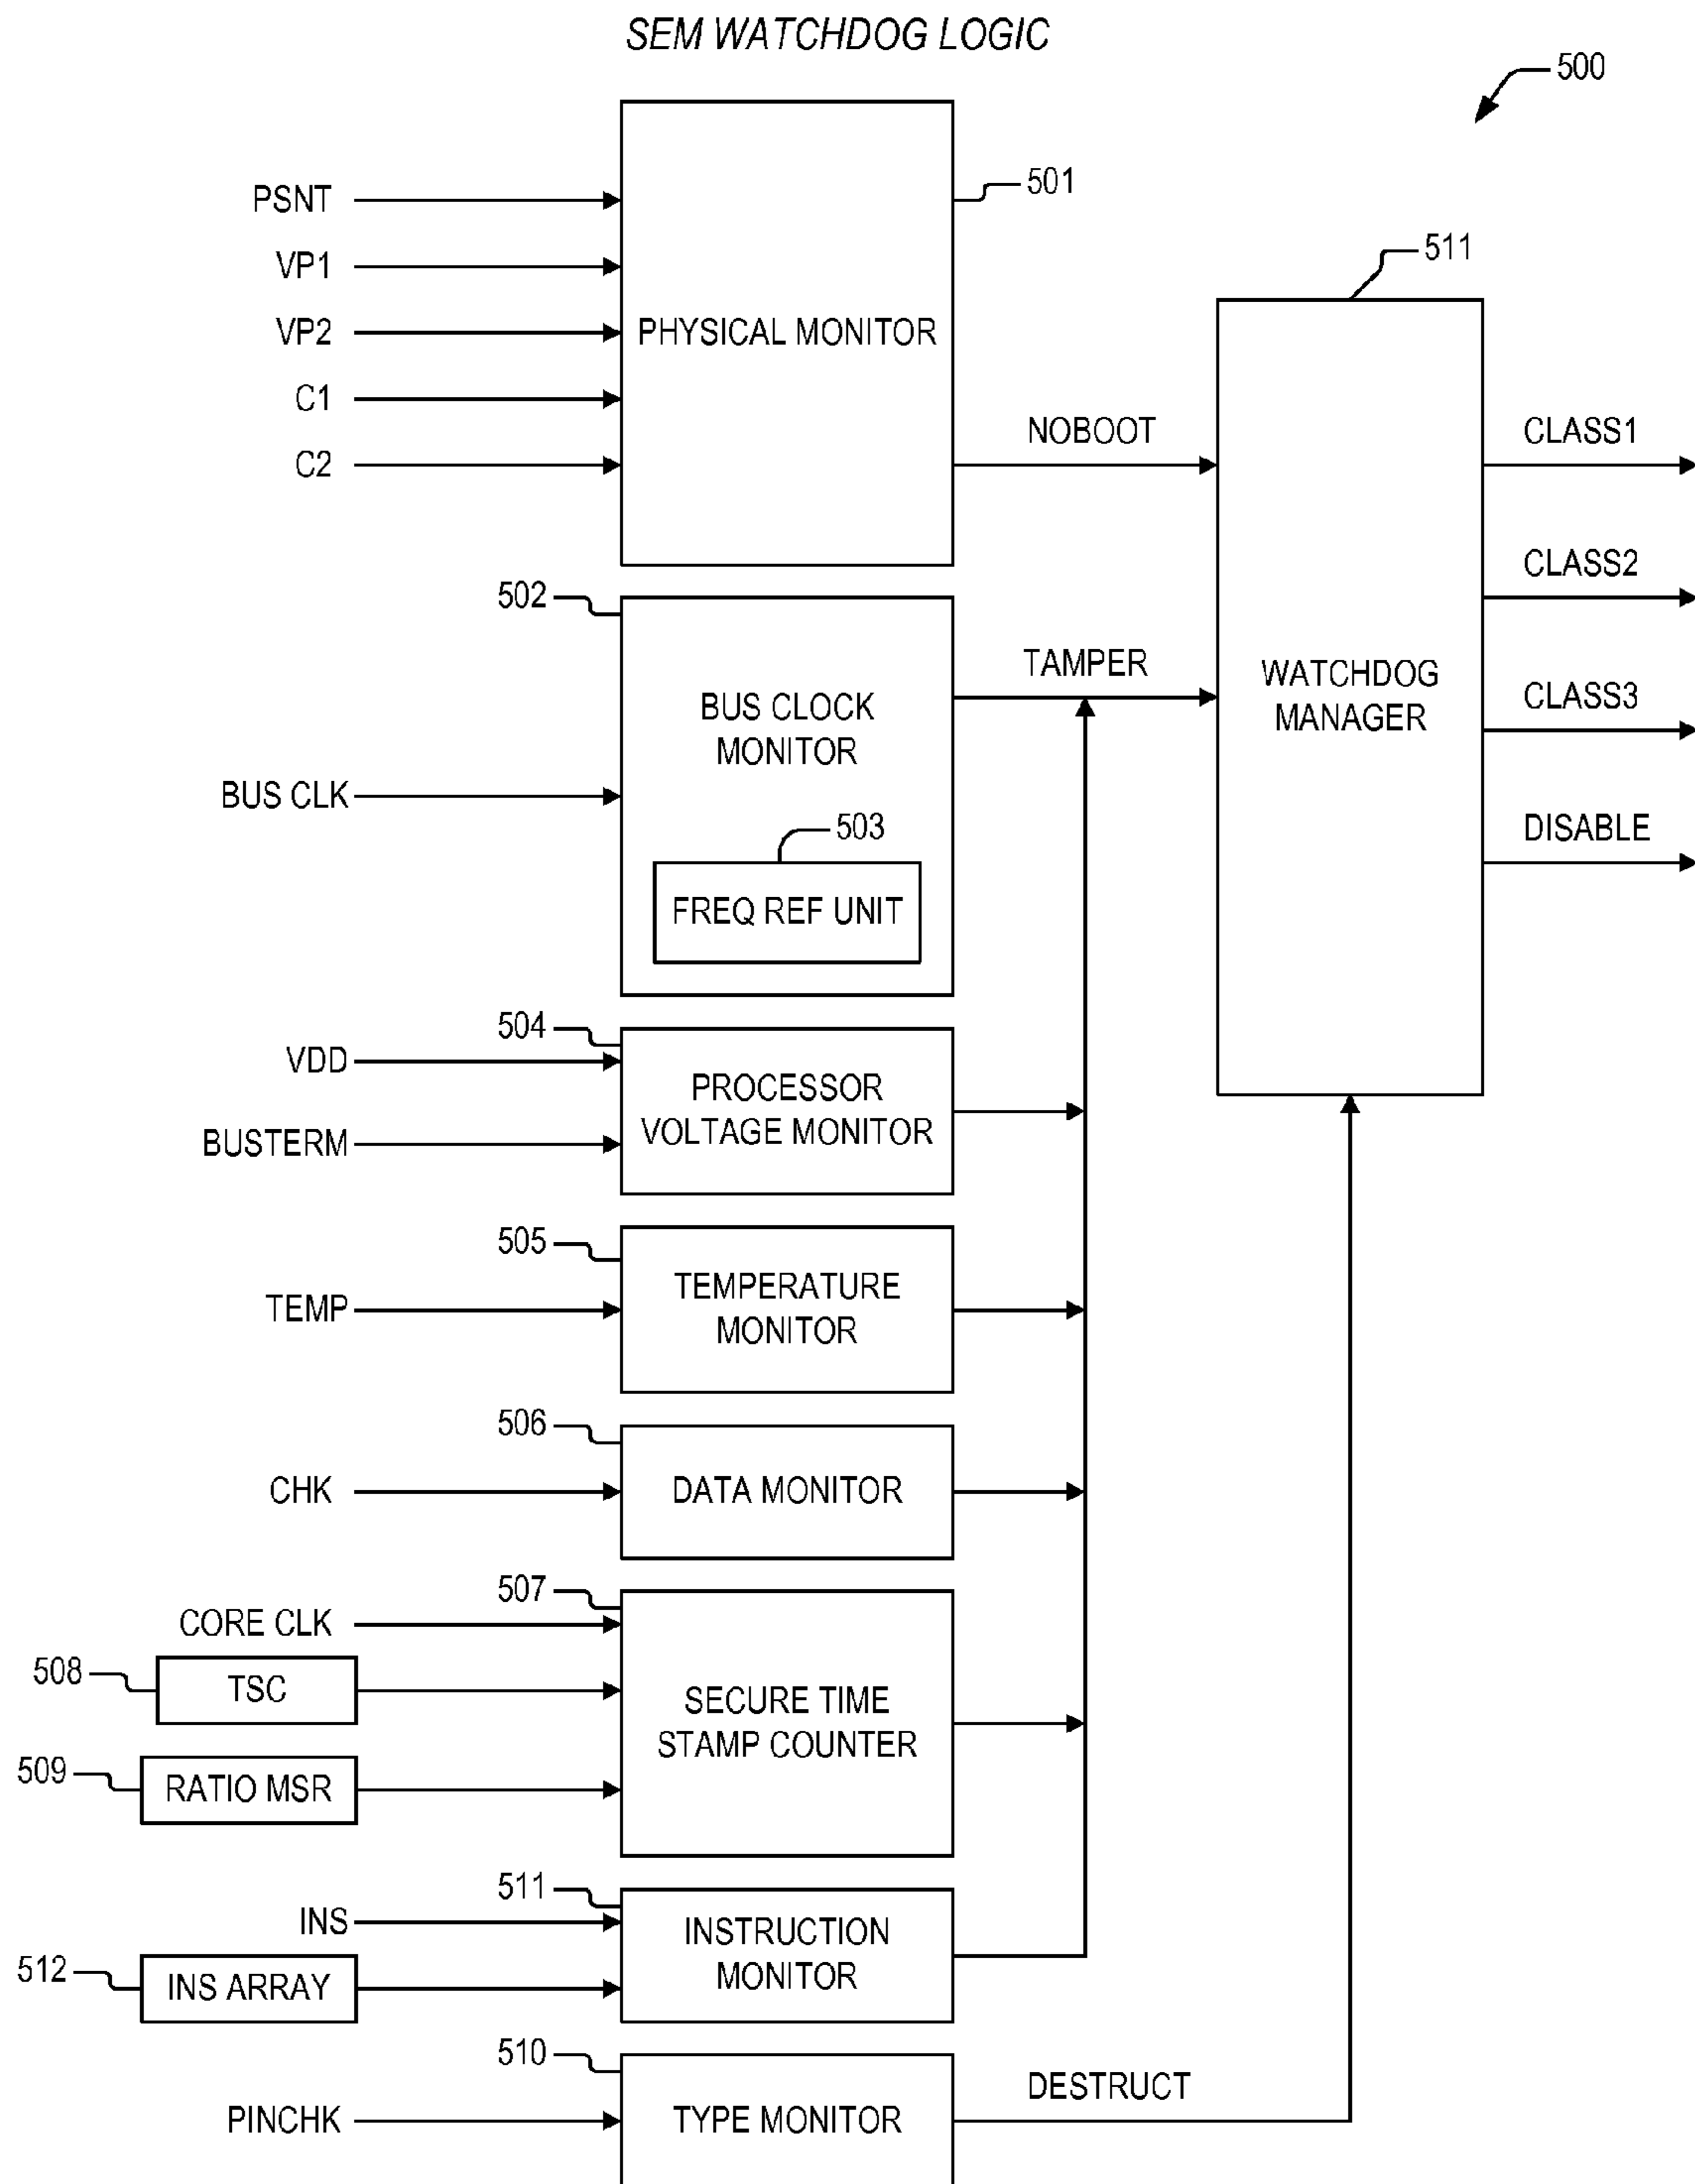 SEM WATCHDOG LOGIC
500
PSNT
501
VP1
511
VP2
PHYSICAL MONITOR
C1
NOBOOT
CLASS1
C2
502
CLASS2
TAMPER
WATCHDOG
MANAGER
CLASS3
BUS CLOCK
MONITOR
BUS CLK
503
DISABLE
FREQ REF UNIT
504
VDD
PROCESSOR
VOLTAGE MONITOR
BUSTERM
505
TEMP
TEMPERATURE
MONITOR
506
CHK
DATA MONITOR
507
CORE CLK
508
TSC
SECURE TIME
STAMP COUNTER
509
RATIO MSR
511
INS
INSTRUCTION
MONITOR
512
INS ARRAY
510
DESTRUCT
PINCHK
TYPE MONITOR